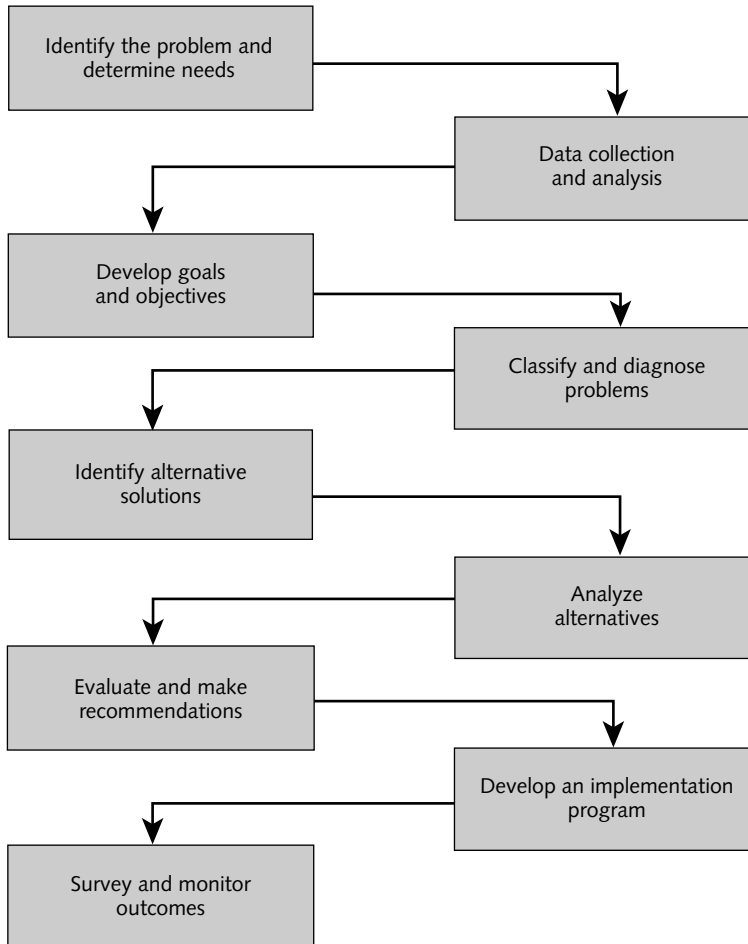 Identify the problem and
determine needs
Data collection
and analysis
Develop goals
and objectives
Classify and diagnose
problems
Identify alternative
solutions
Analyze
alternatives
Evaluate and make
recommendations
Develop an implementation
program
Survey and monitor
outcomes